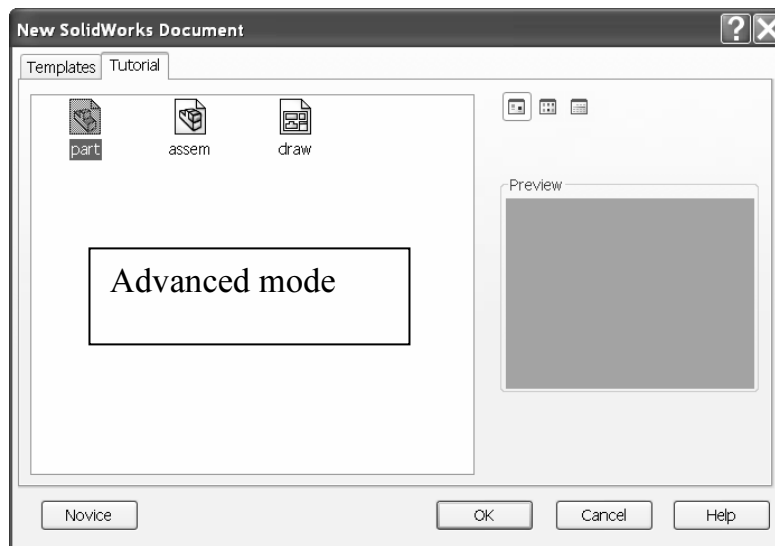 New SolidWorks Document
Templates Tutorial
part assem draw
Preview
Advanced mode
Novice OK Cancel Help